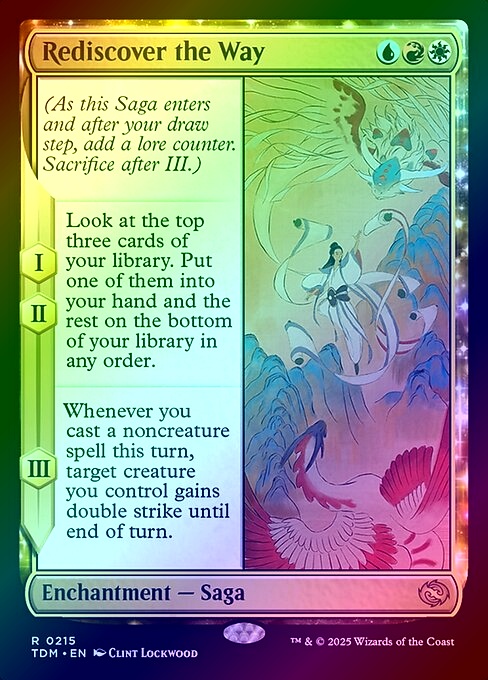 Rediscover the Way
(As this Saga enters
and after your draw
step, add a lore counter.
Sacrifice after III.)
I
II
Look at the top
three cards of
your library. Put
one of them into
your hand and the
rest on the bottom
of your library in
any order.
III
Whenever you
cast a noncreature
spell this turn,
target creature
you control gains
double strike until
end of turn.
Enchantment — Saga
R 0215
TDM • EN Clint Lockwood
™ & © 2025 Wizards of the Coast